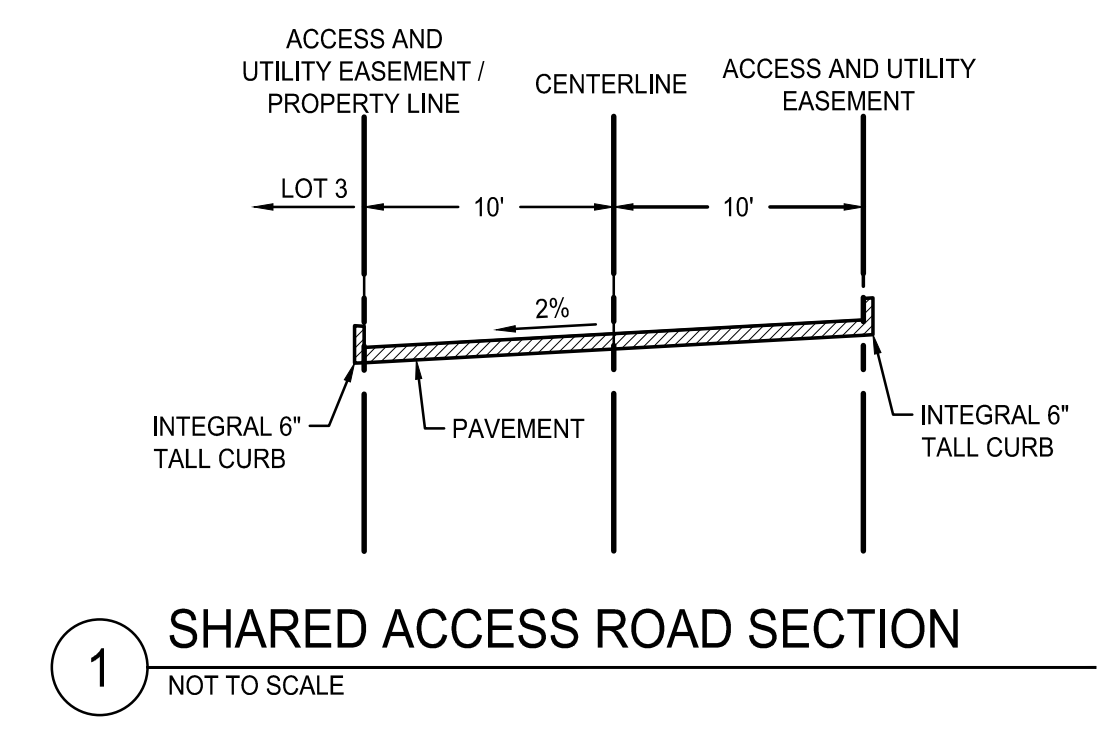 ACCESS AND
UTILITY EASEMENT /
PROPERTY LINE
CENTERLINE
ACCESS AND UTILITY
EASEMENT
LOT 3
10'
10'
2%
INTEGRAL 6"
TALL CURB
PAVEMENT
INTEGRAL 6"
TALL CURB
1
SHARED ACCESS ROAD SECTION
NOT TO SCALE